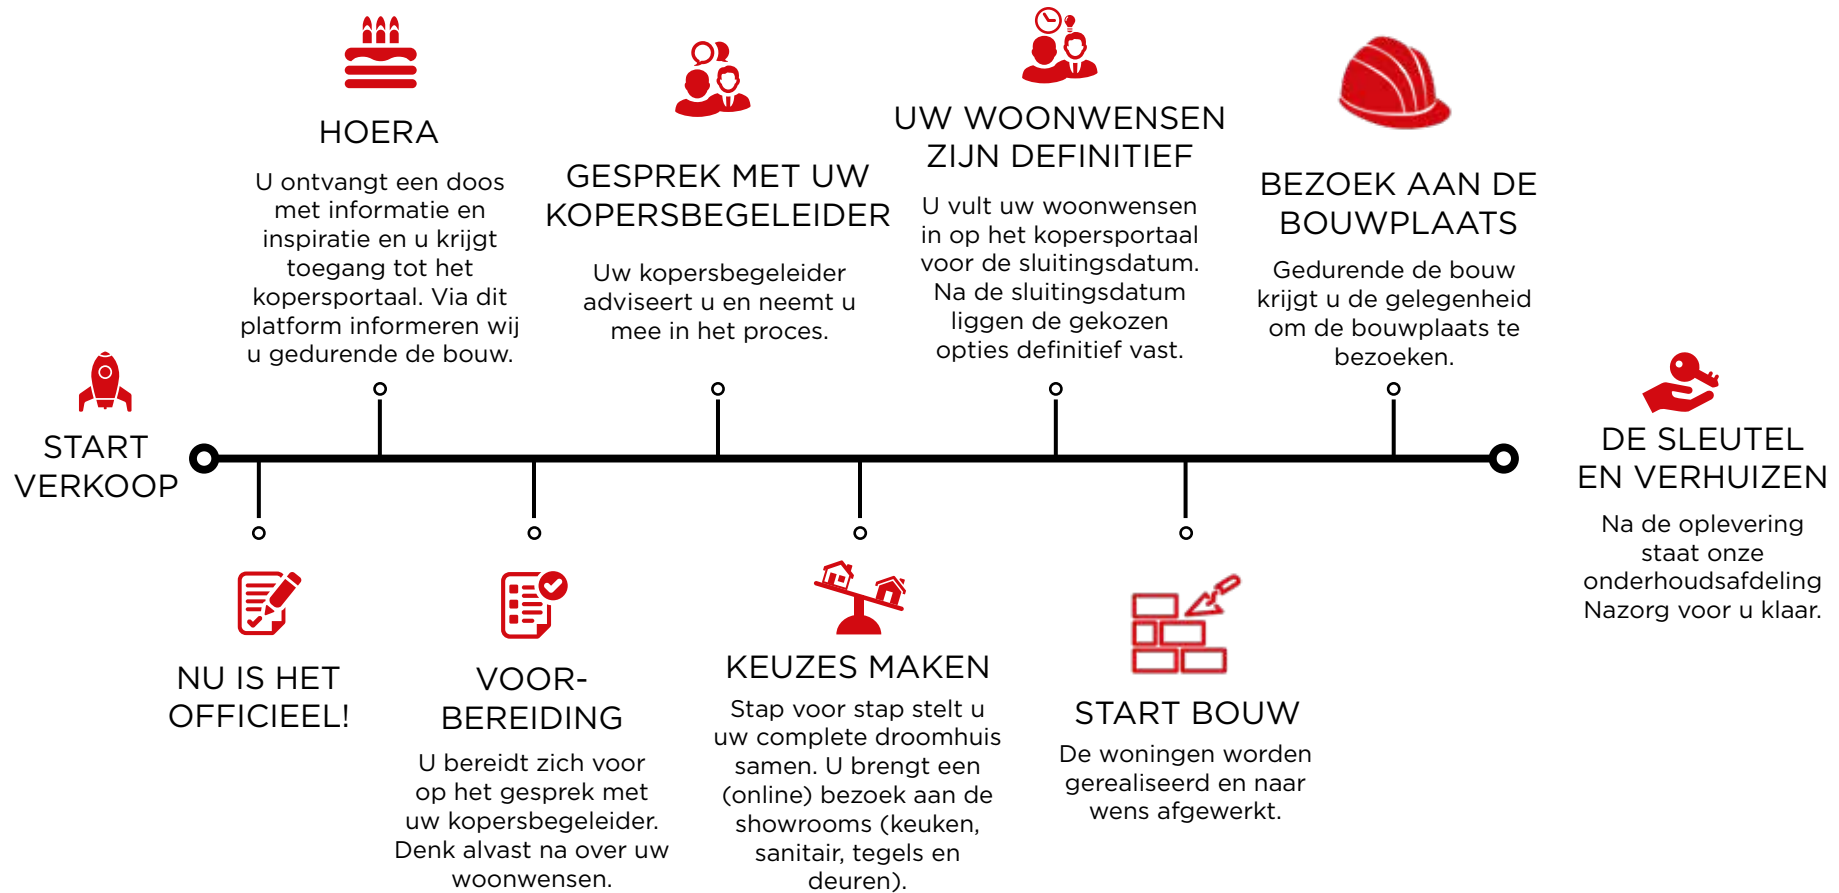 START
VERKOOP
NU IS HET
OFFICIEEL!
HOERA
U ontvangt een doos
met informatie en
inspiratie en u krijgt
toegang tot het
kopersportaal. Via dit
platform informeren wij
u gedurende de bouw.
VOOR-
BEREIDING
U bereidt zich voor
op het gesprek met
uw kopersbegeleider.
Denk alvast na over uw
woonwensen.
GESPREK MET UW
KOPERSBEGELEIDER
Uw kopersbegeleider
adviseert u en neemt u
mee in het proces.
KEUZES MAKEN
Stap voor stap stelt u
uw complete droomhuis
samen. U brengt een
(online) bezoek aan de
showrooms (keuken,
sanitair, tegels en
deuren).
UW WOONWENSEN
ZIJN DEFINITIEF
U vult uw woonwensen
in op het kopersportaal
voor de sluitingsdatum.
Na de sluitingsdatum
liggen de gekozen
opties definitief vast.
START BOUW
De woningen worden
gerealiseerd en naar
wens afgewerkt.
BEZOEK AAN DE
BOUWPLAATS
Gedurende de bouw
krijgt u de gelegenheid
om de bouwplaats te
bezoeken.
DE SLEUTEL
EN VERHUIZEN
Na de oplevering
staat onze
onderhoudsafdeling
Nazorg voor u klaar.